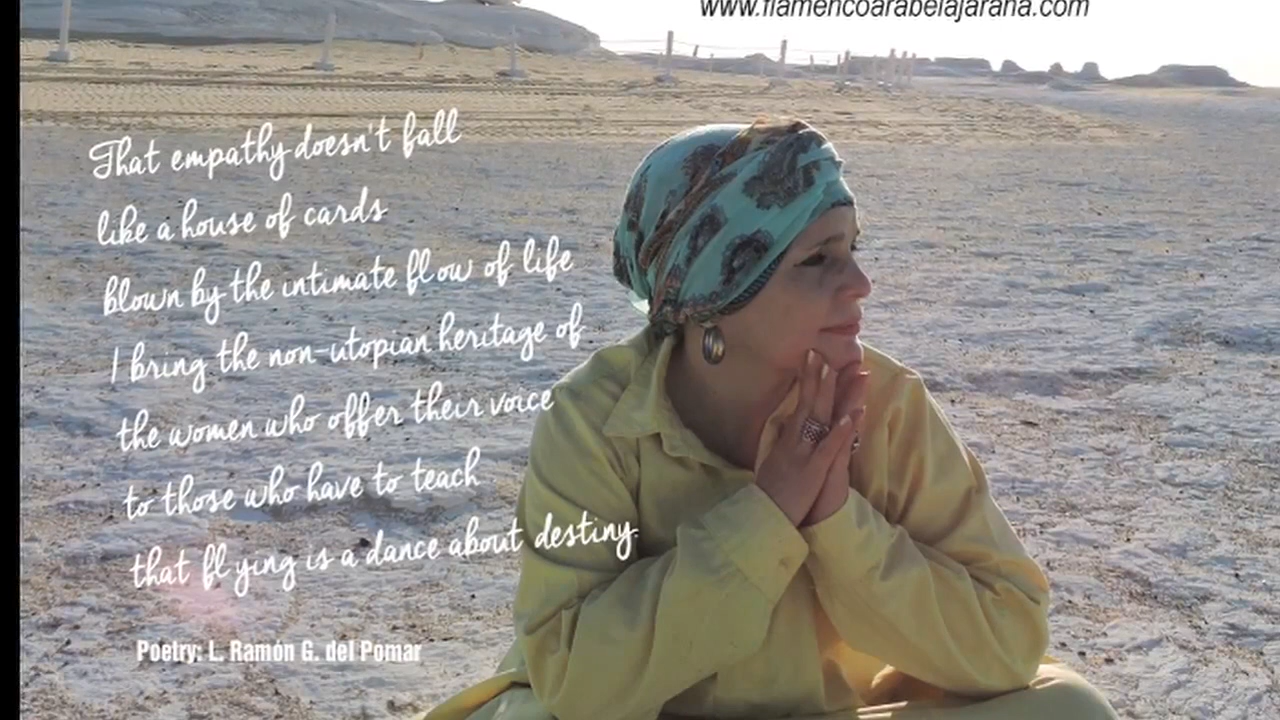 www.flamencoarabelajarana.com
That empathy doesn't fall
like a house of cards
blown by the intimate flow of life
I bring the non-utopian heritage of
the women who offer their voice
to those who have to teach
that flying is a dance about destiny
Poetry: L. Ramón G. del Pomar